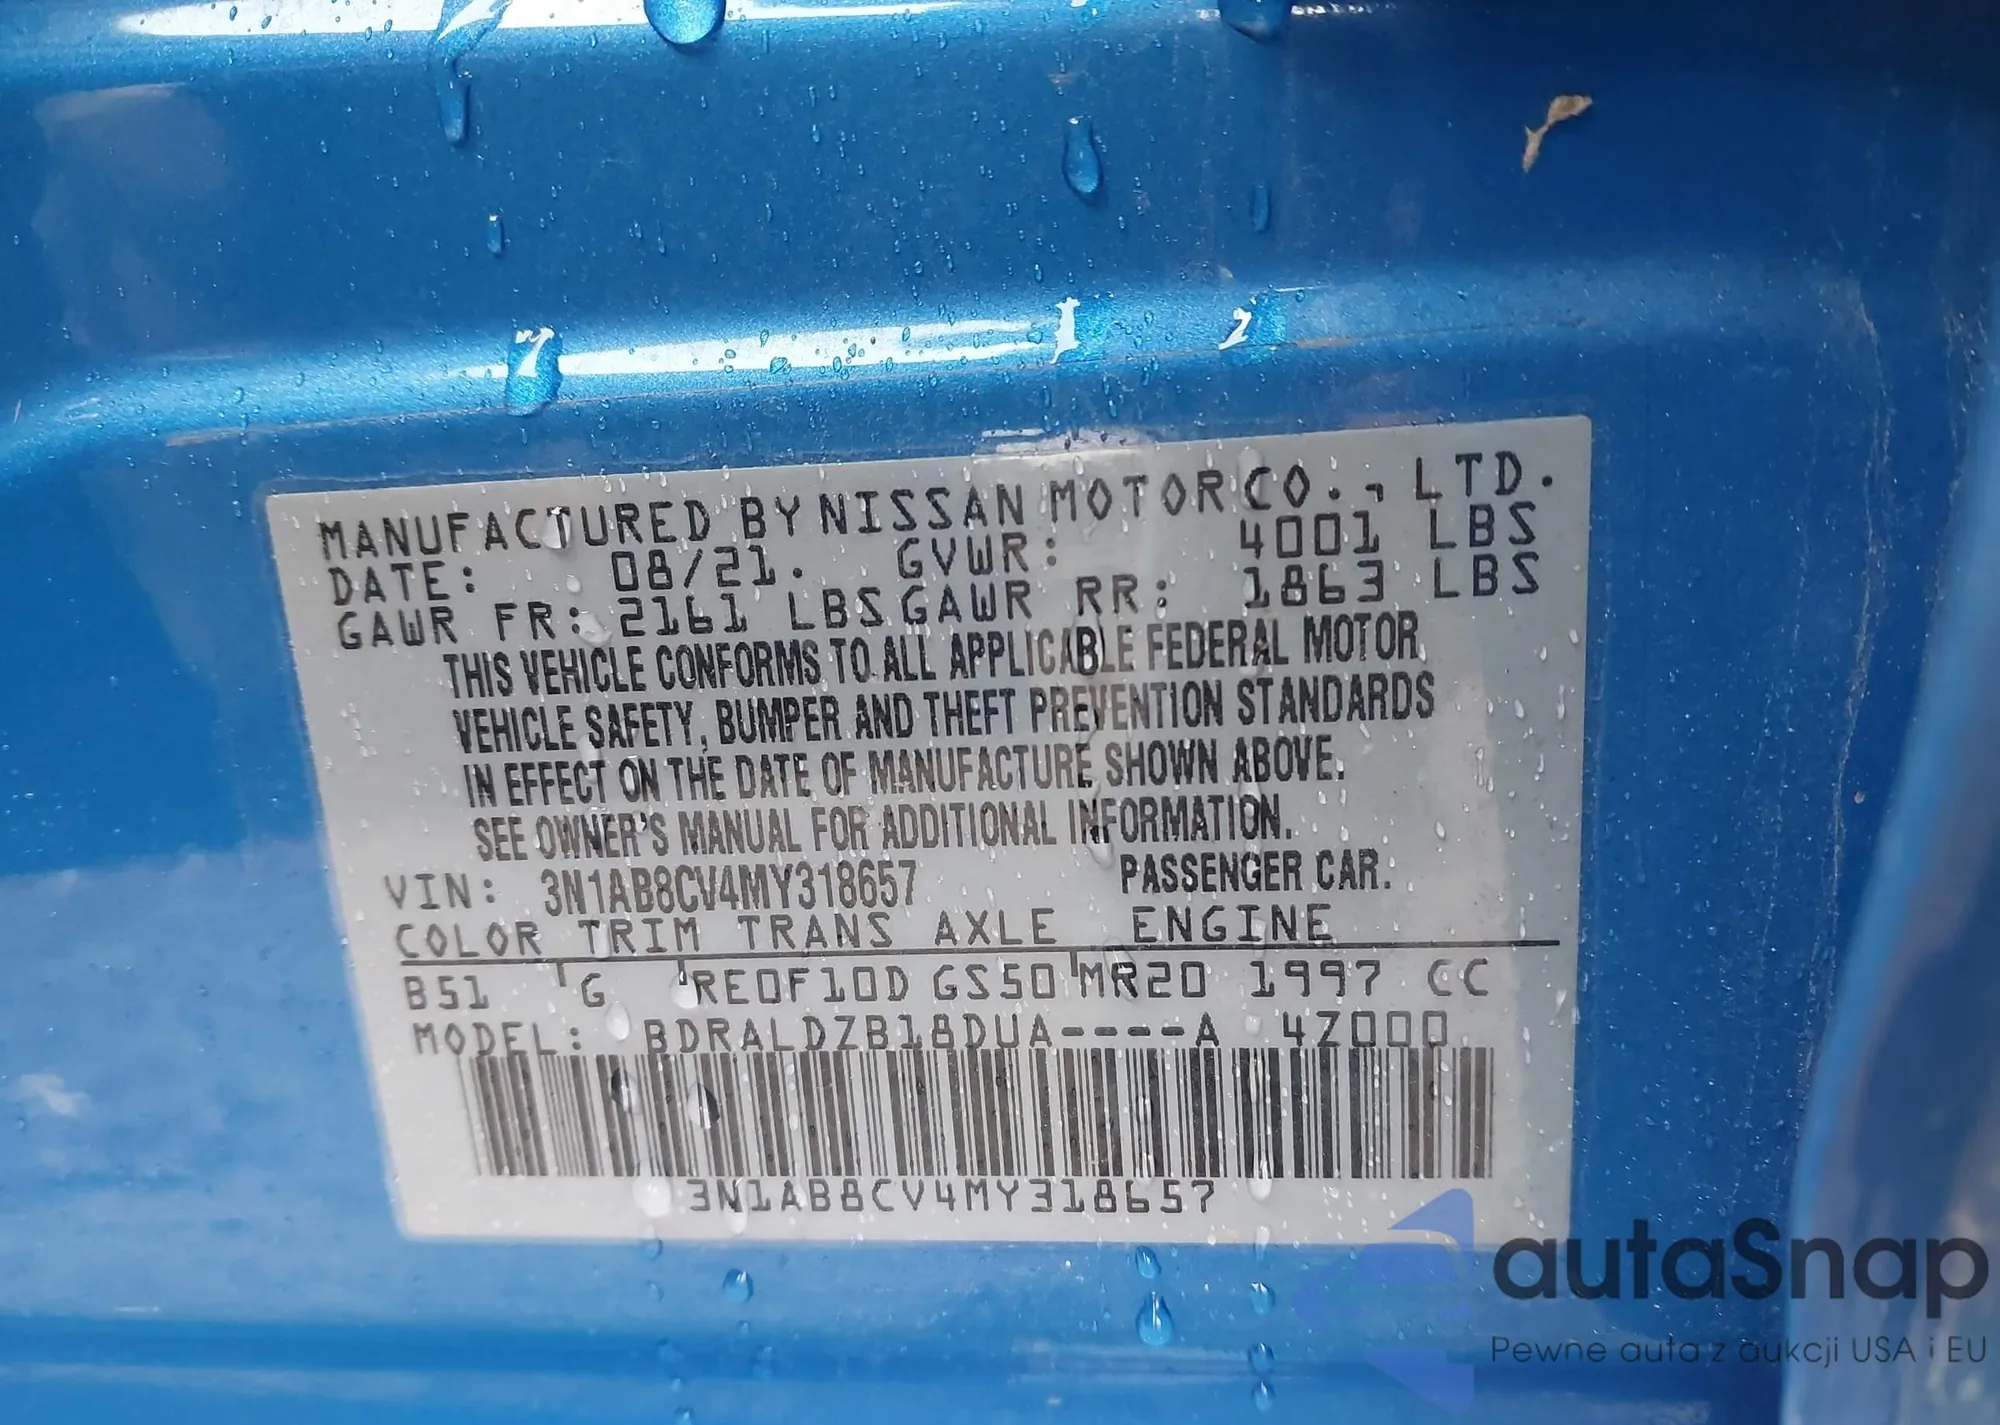 MANUFACTURED BY NISSAN MOTOR CO., LTD.
DATE: 08/21. GVWR: 4001 LBS
GAWR FR: 2161 LBS GAWR RR: 1863 LBS
THIS VEHICLE CONFORMS TO ALL APPLICABLE FEDERAL MOTOR
VEHICLE SAFETY, BUMPER AND THEFT PREVENTION STANDARDS
IN EFFECT ON THE DATE OF MANUFACTURE SHOWN ABOVE.
SEE OWNER'S MANUAL FOR ADDITIONAL INFORMATION.
VIN: 3N1AB8CV4MY318657 PASSENGER CAR.
COLOR TRIM TRANS AXLE ENGINE
B51 G RE0F10D GS50 MR20 1997 CC
MODEL: BDRALDZB18DUA----A 4Z000
3N1AB8CV4MY318657
autaSnap
Pewne auta z aukcji USA i EU